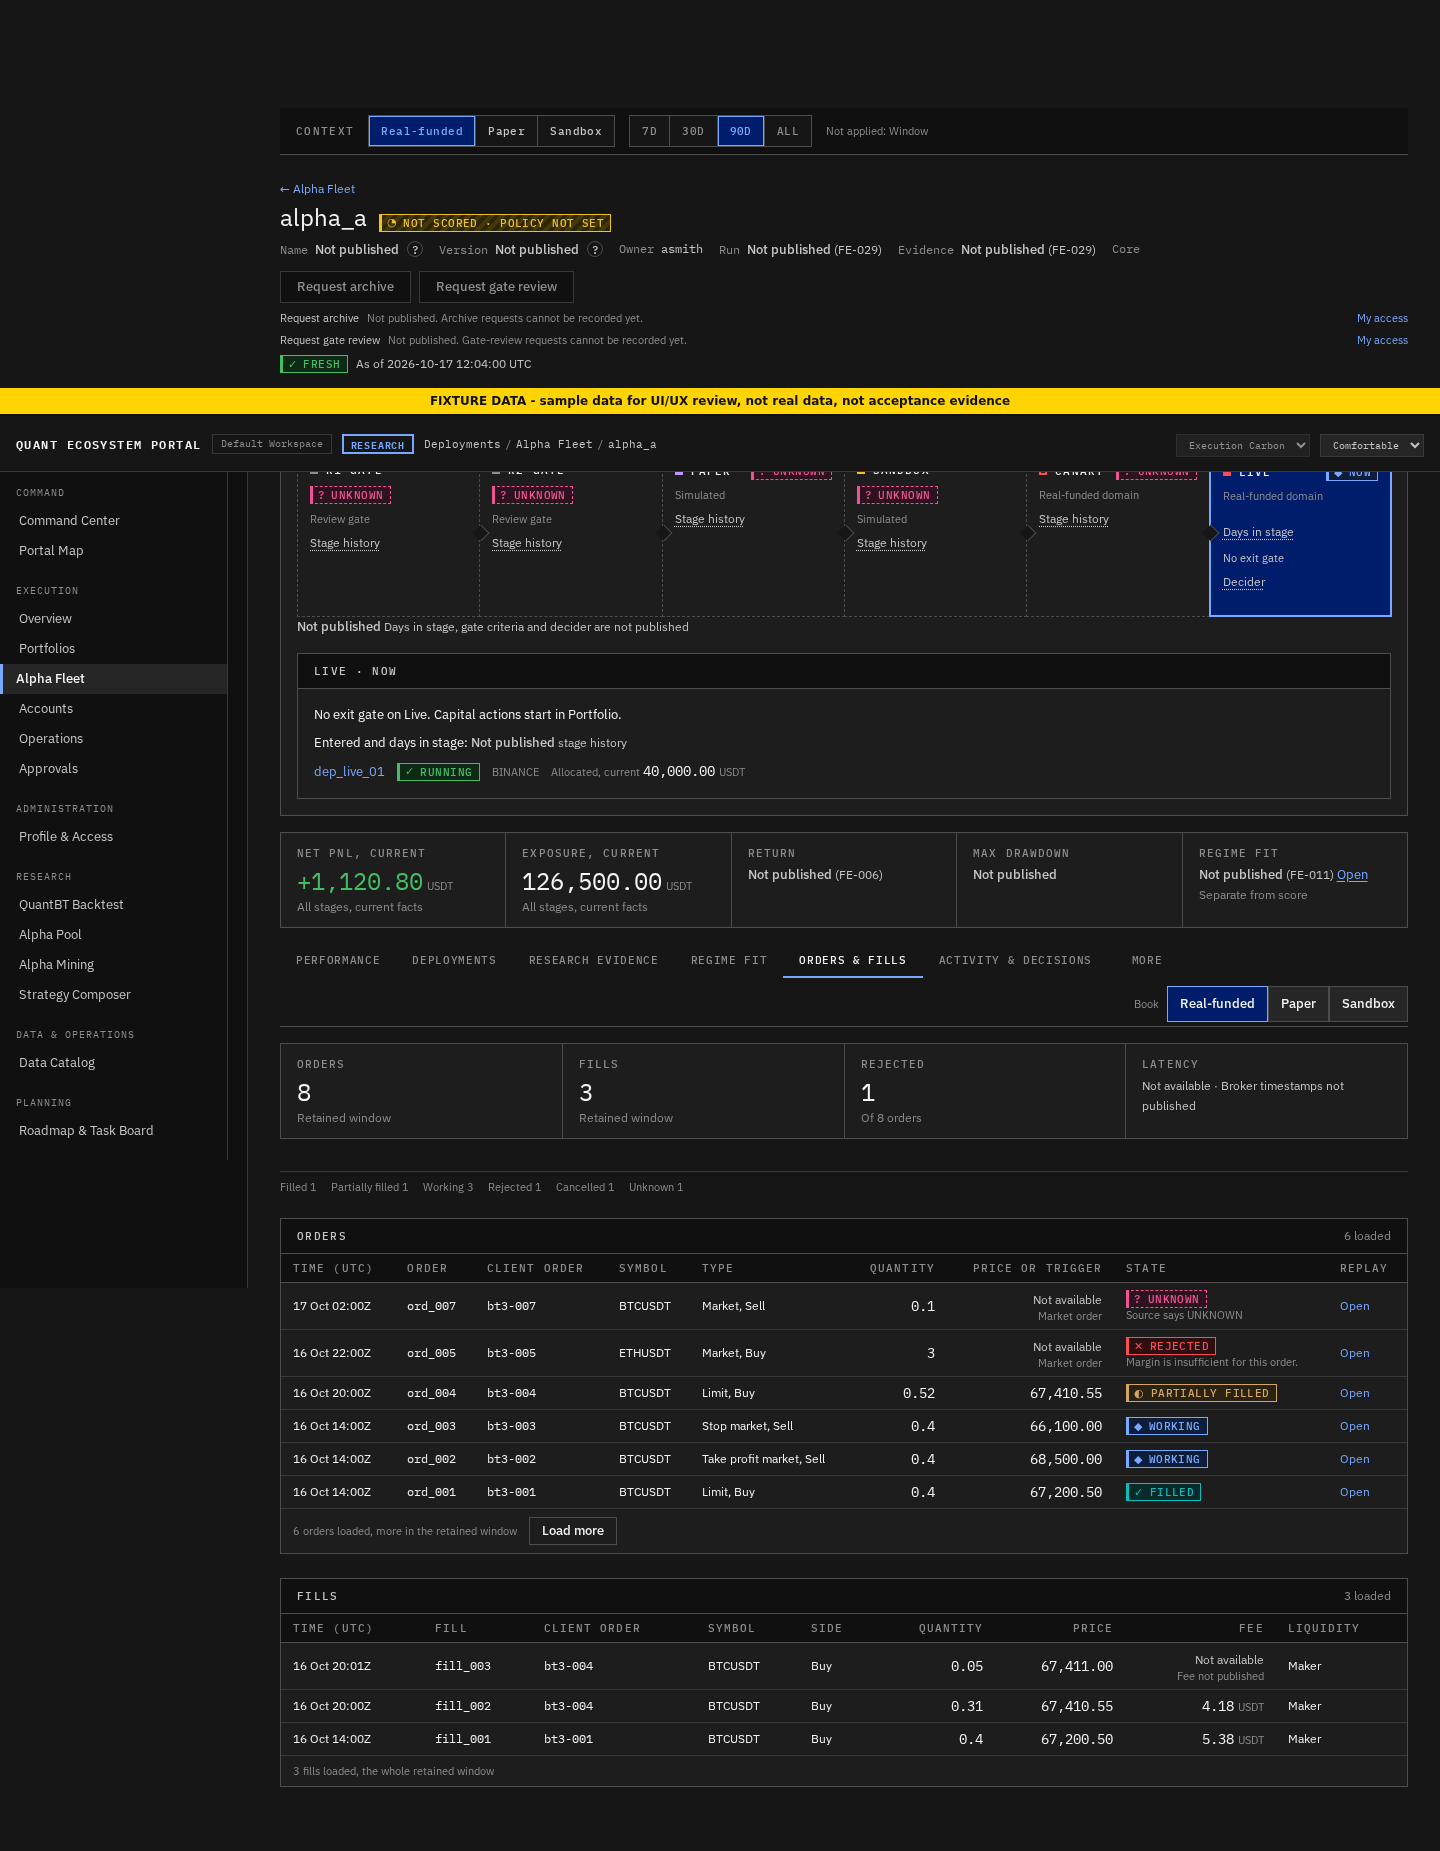 CONTEXT Real-funded Paper Sandbox 7D 30D 90D ALL Not applied: Window
← Alpha Fleet
alpha_a ◔ NOT SCORED · POLICY NOT SET
Name Not published ? Version Not published ? Owner asmith Run Not published (FE-029) Evidence Not published (FE-029) Core
Request archive Request gate review
Request archive Not published. Archive requests cannot be recorded yet. My access
Request gate review Not published. Gate-review requests cannot be recorded yet. My access
✓ FRESH As of 2026-10-17 12:04:00 UTC
FIXTURE DATA - sample data for UI/UX review, not real data, not acceptance evidence
QUANT ECOSYSTEM PORTAL Default Workspace RESEARCH Deployments / Alpha Fleet / alpha_a Execution Carbon Comfortable
COMMAND
Command Center
Portal Map
EXECUTION
Overview
Portfolios
Alpha Fleet
Accounts
Operations
Approvals
ADMINISTRATION
Profile & Access
RESEARCH
QuantBT Backtest
Alpha Pool
Alpha Mining
Strategy Composer
DATA & OPERATIONS
Data Catalog
PLANNING
Roadmap & Task Board
R1 GATE
? UNKNOWN
Review gate
Stage history
R2 GATE
? UNKNOWN
Review gate
Stage history
PAPER ? UNKNOWN
Simulated
Stage history
SANDBOX
? UNKNOWN
Simulated
Stage history
CANARY ? UNKNOWN
Real-funded domain
Stage history
LIVE ◆ NOW
Real-funded domain
Days in stage
No exit gate
Decider
Not published Days in stage, gate criteria and decider are not published
LIVE · NOW
No exit gate on Live. Capital actions start in Portfolio.
Entered and days in stage: Not published stage history
dep_live_01 ✓ RUNNING BINANCE Allocated, current 40,000.00 USDT
NET PNL, CURRENT
+1,120.80 USDT
All stages, current facts
EXPOSURE, CURRENT
126,500.00 USDT
All stages, current facts
RETURN
Not published (FE-006)
MAX DRAWDOWN
Not published
REGIME FIT
Not published (FE-011) Open
Separate from score
PERFORMANCE DEPLOYMENTS RESEARCH EVIDENCE REGIME FIT ORDERS & FILLS ACTIVITY & DECISIONS MORE
Book Real-funded Paper Sandbox
ORDERS
8
Retained window
FILLS
3
Retained window
REJECTED
1
Of 8 orders
LATENCY
Not available · Broker timestamps not
published
Filled 1 Partially filled 1 Working 3 Rejected 1 Cancelled 1 Unknown 1
ORDERS 6 loaded
TIME (UTC) ORDER CLIENT ORDER SYMBOL TYPE QUANTITY PRICE OR TRIGGER STATE REPLAY
17 Oct 02:00Z ord_007 bt3-007 BTCUSDT Market, Sell 0.1 Not available ? UNKNOWN Open
Market order Source says UNKNOWN
16 Oct 22:00Z ord_005 bt3-005 ETHUSDT Market, Buy 3 Not available ✕ REJECTED Open
Market order Margin is insufficient for this order.
16 Oct 20:00Z ord_004 bt3-004 BTCUSDT Limit, Buy 0.52 67,410.55 ◐ PARTIALLY FILLED Open
16 Oct 14:00Z ord_003 bt3-003 BTCUSDT Stop market, Sell 0.4 66,100.00 ◆ WORKING Open
16 Oct 14:00Z ord_002 bt3-002 BTCUSDT Take profit market, Sell 0.4 68,500.00 ◆ WORKING Open
16 Oct 14:00Z ord_001 bt3-001 BTCUSDT Limit, Buy 0.4 67,200.50 ✓ FILLED Open
6 orders loaded, more in the retained window Load more
FILLS 3 loaded
TIME (UTC) FILL CLIENT ORDER SYMBOL SIDE QUANTITY PRICE FEE LIQUIDITY
16 Oct 20:01Z fill_003 bt3-004 BTCUSDT Buy 0.05 67,411.00 Not available Maker
Fee not published
16 Oct 20:00Z fill_002 bt3-004 BTCUSDT Buy 0.31 67,410.55 4.18 USDT Maker
16 Oct 14:00Z fill_001 bt3-001 BTCUSDT Buy 0.4 67,200.50 5.38 USDT Maker
3 fills loaded, the whole retained window